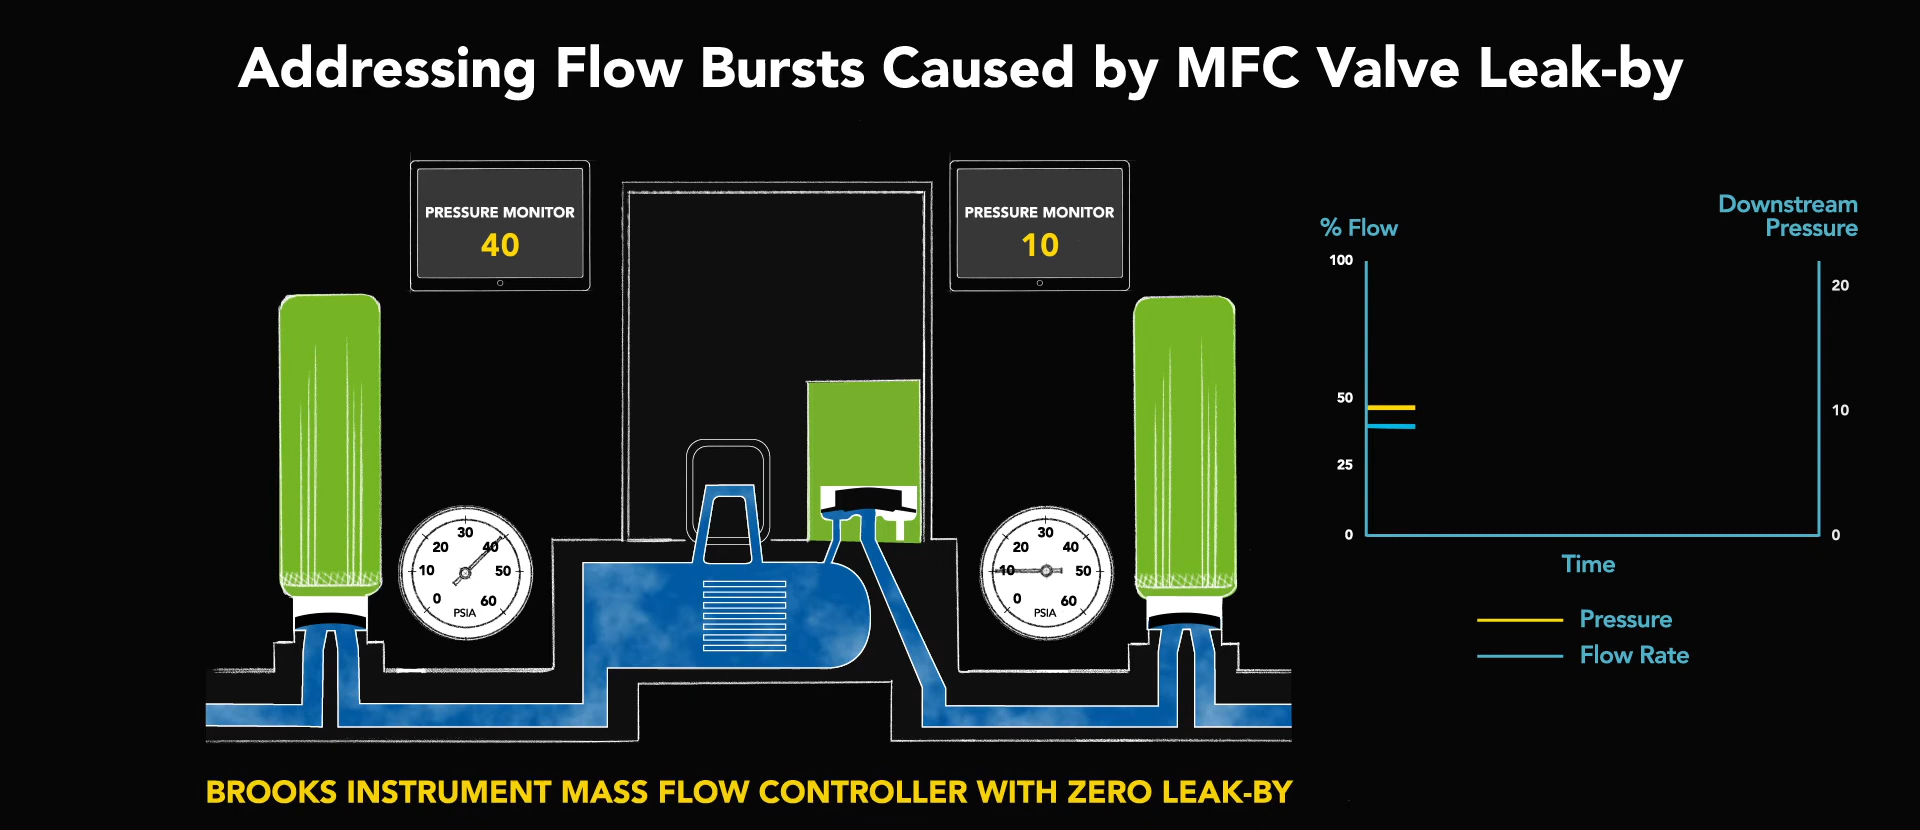 Addressing Flow Bursts Caused by MFC Valve Leak-by
PRESSURE MONITOR
40
PRESSURE MONITOR
10
0
10
20
30
40
50
60
PSIA
0
10
20
30
40
50
60
PSIA
% Flow
Downstream
Pressure
100
50
25
0
20
10
0
Time
Pressure
Flow Rate
BROOKS INSTRUMENT MASS FLOW CONTROLLER WITH ZERO LEAK-BY